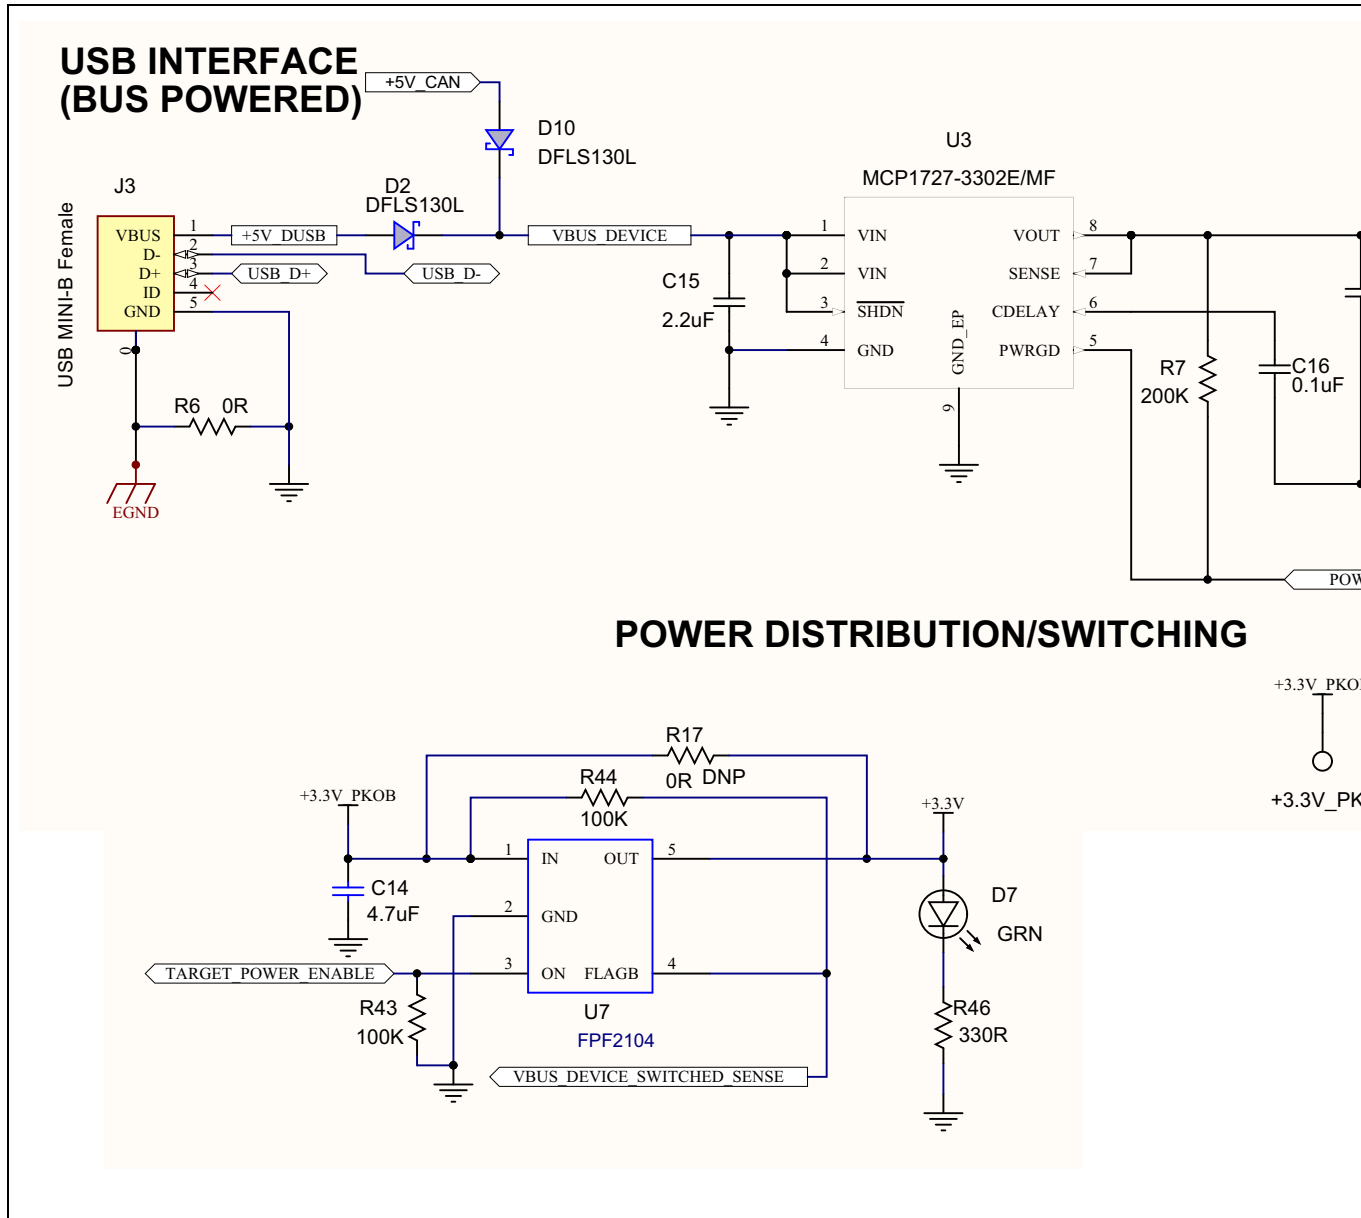 USB INTERFACE
(BUS POWERED)
+5V_CAN
D10
DFLS130L
U3
MCP1727-3302E/MF
J3
D2
DFLS130L
USB MINI-B Female
VBUS
D-
D+
ID
GND
1
2
3
4
5
0
+5V_DUSB
USB_D+
USB_D-
VBUS_DEVICE
C15
2.2uF
1
2
3
4
VIN
VIN
SHDN
GND
GND_EP
9
VOUT
SENSE
CDELAY
PWRGD
8
7
6
5
R7
200K
C16
0.1uF
R6 0R
EGND
POW
POWER DISTRIBUTION/SWITCHING
+3.3V_PKO
+3.3V_PK
R17
0R DNP
R44
100K
+3.3V_PKOB
+3.3V
1
IN
OUT
5
C14
4.7uF
2
GND
D7
GRN
TARGET_POWER_ENABLE
3
ON
FLAGB
4
R43
100K
U7
FPF2104
R46
330R
VBUS_DEVICE_SWITCHED_SENSE